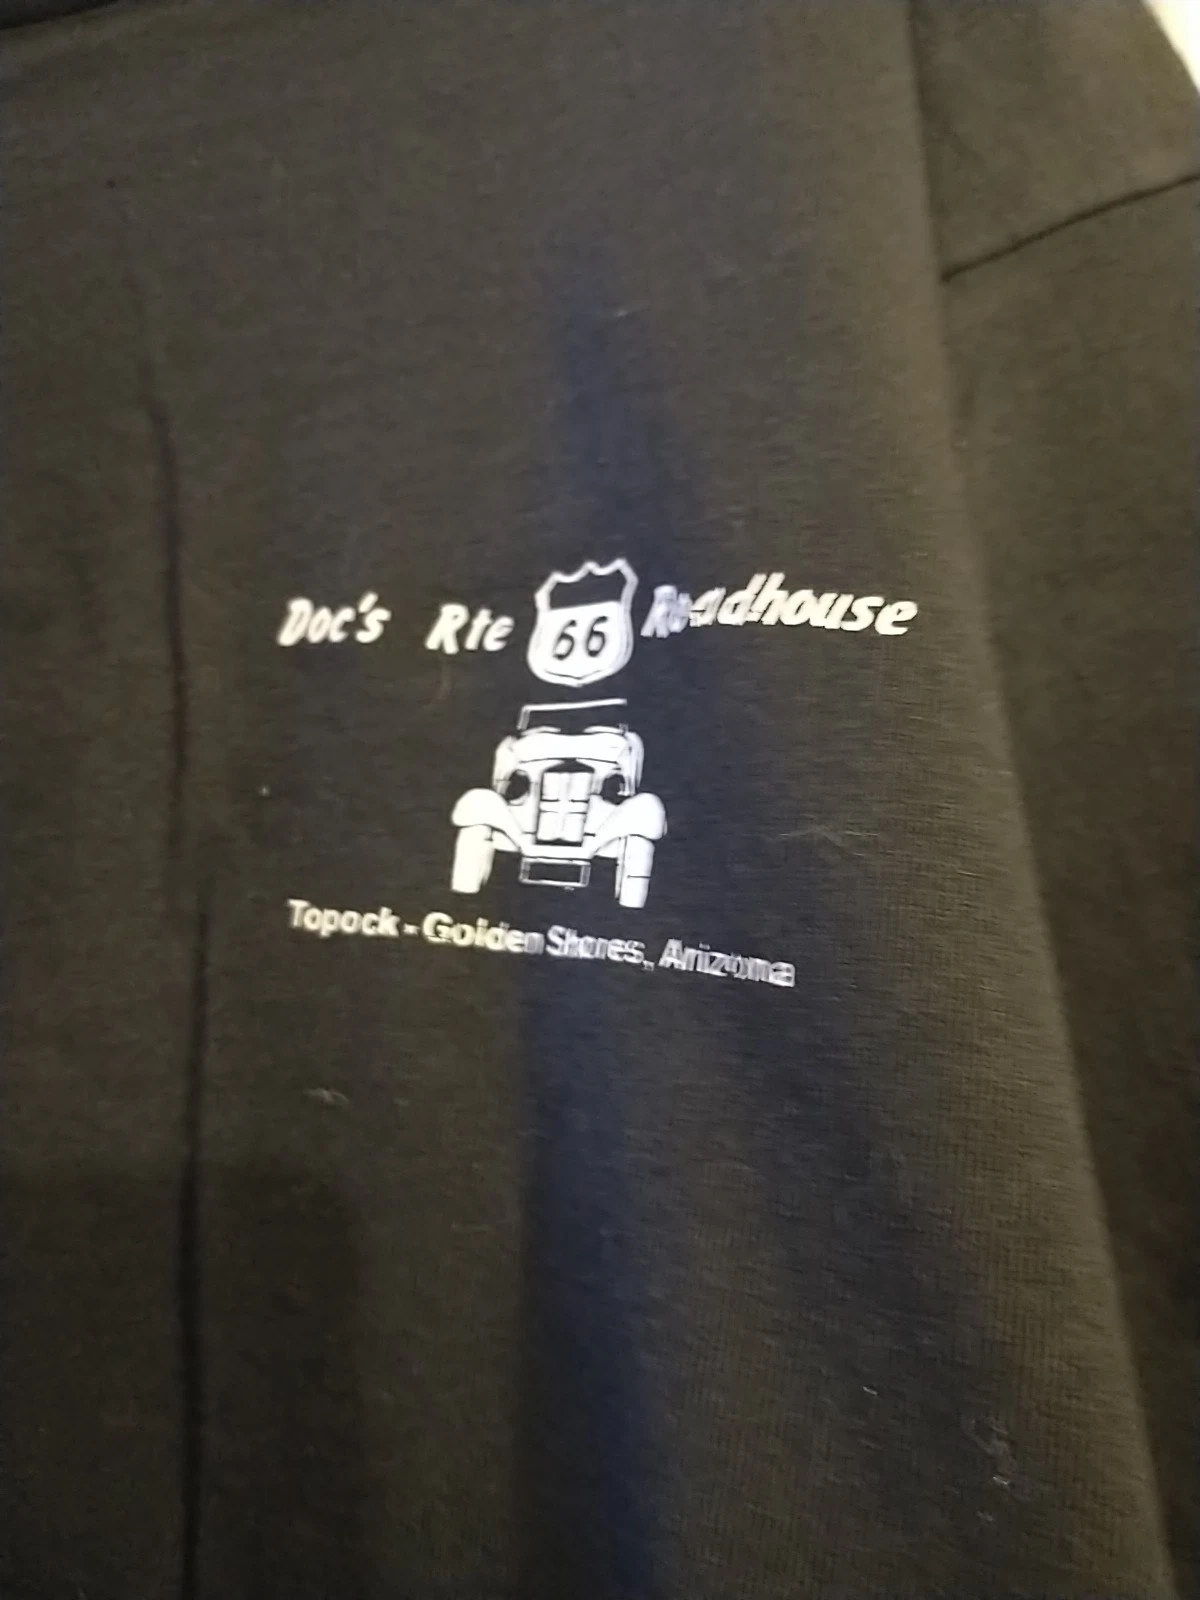 Doc's Rte 66 Roadhouse
Topock - Golden Shores, Arizona